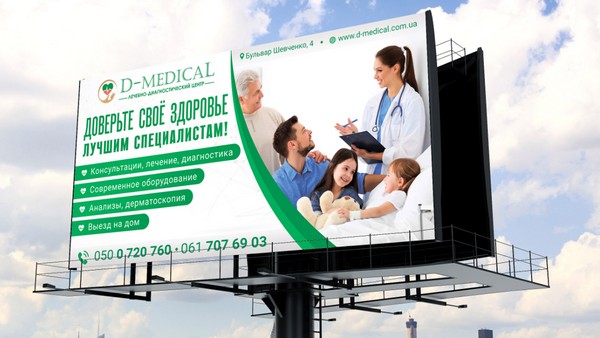 Бульвар Шевченко, 4 • www.d-medical.com.ua
D-MEDICAL
ЛЕЧЕБНО-ДИАГНОСТИЧЕСКИЙ ЦЕНТР
ДОВЕРЬТЕ СВОЁ ЗДОРОВЬЕ
ЛУЧШИМ СПЕЦИАЛИСТАМ!
Консультации, лечение, диагностика
Современное оборудование
Анализы, дерматоскопия
Выезд на дом
050 0 720 760 • 061 707 69 03